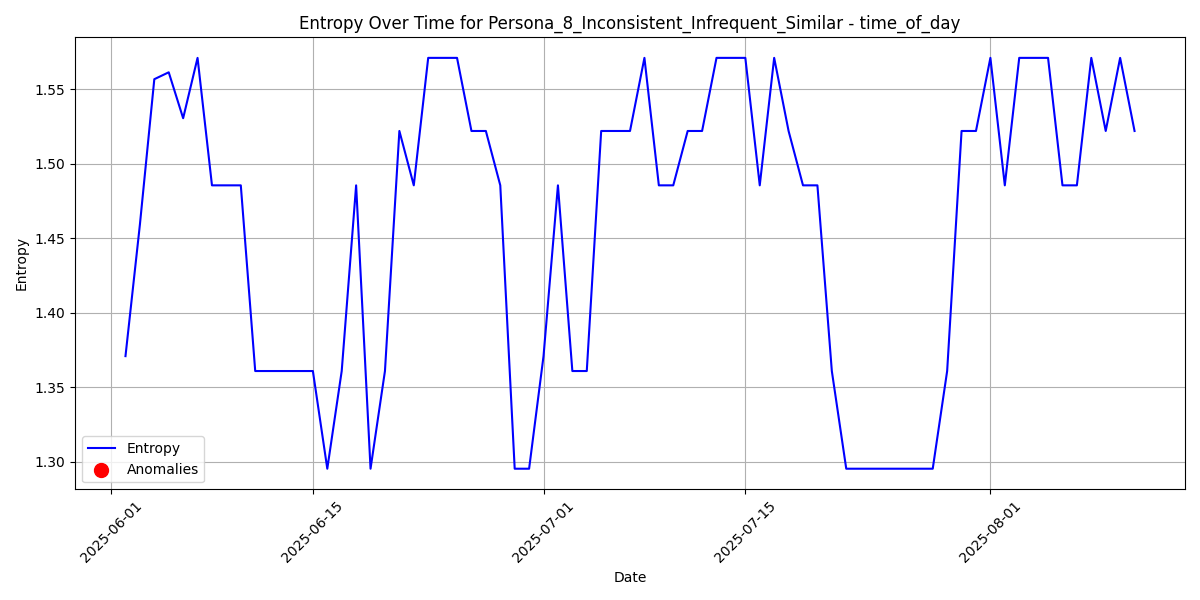 Entropy Over Time for Persona_8_Inconsistent_Infrequent_Similar - time_of_day
Entropy
1.55
1.50
1.45
1.40
1.35
1.30
Entropy
Anomalies
2025-06-01
2025-06-15
2025-07-01
2025-07-15
2025-08-01
Date